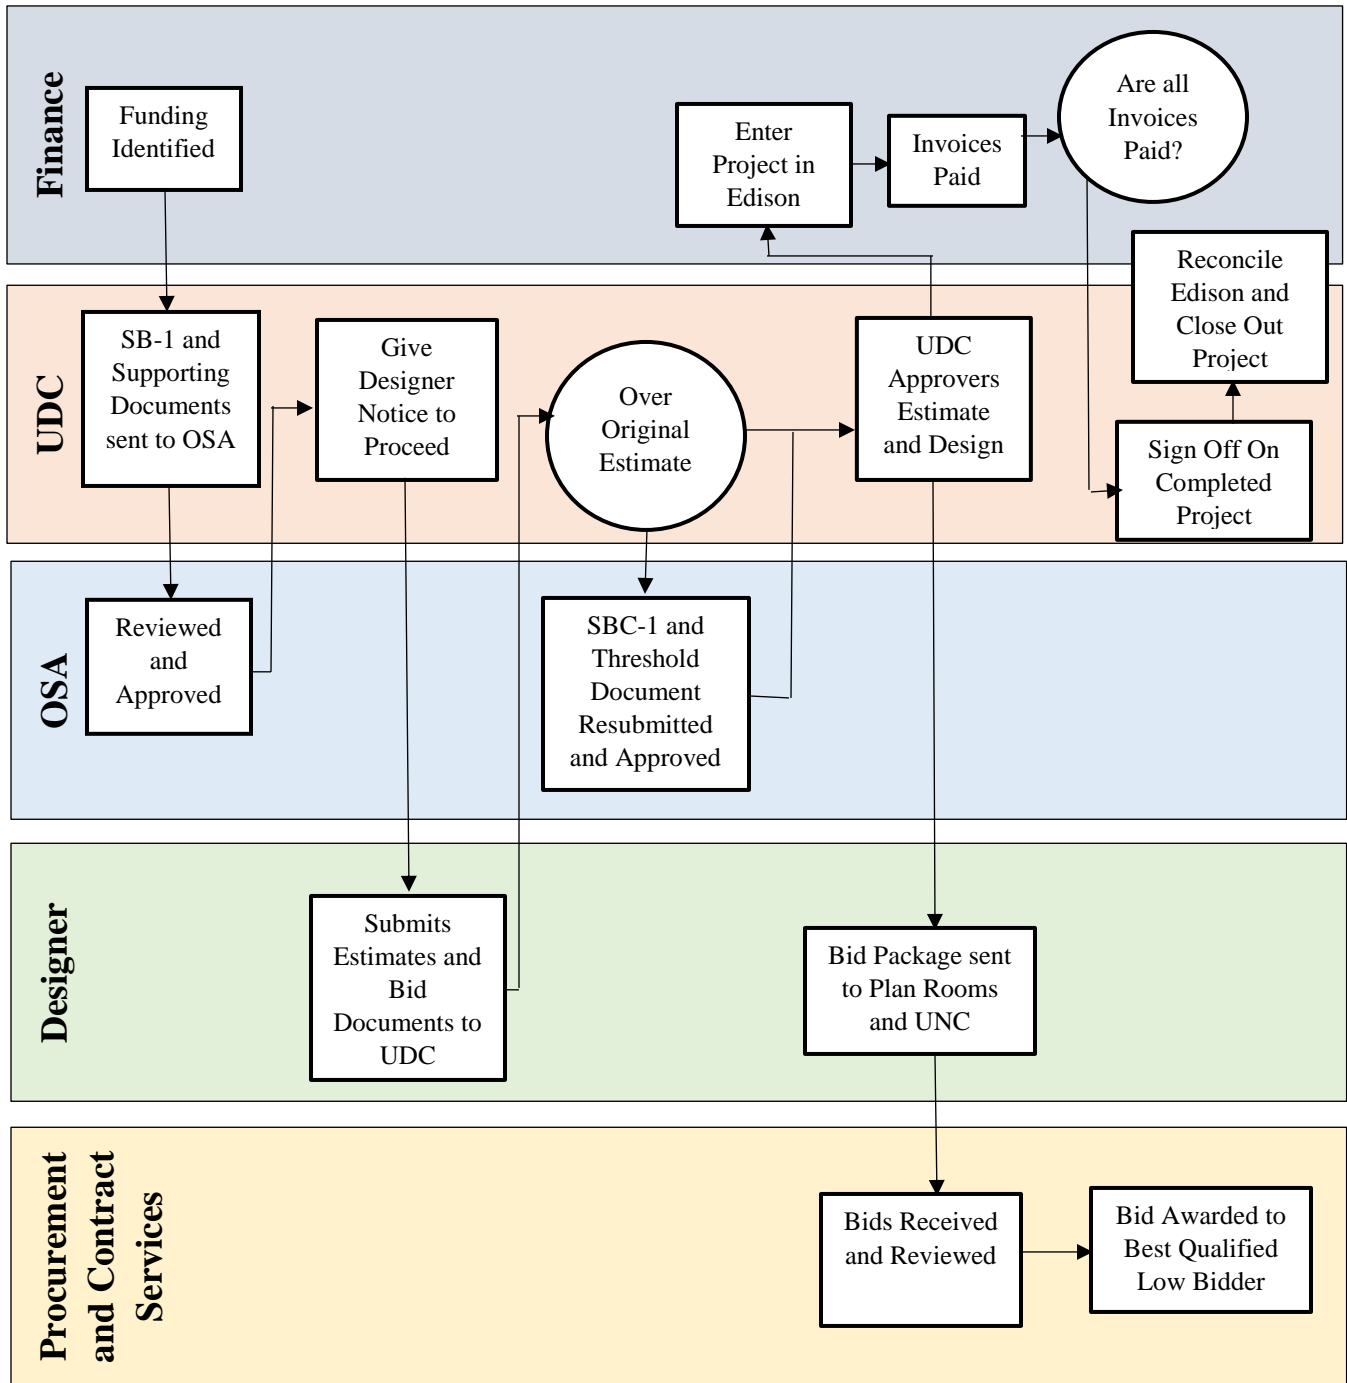 Finance
Funding
Identified
Enter
Project in
Edison
Invoices
Paid
Are all
Invoices
Paid?
UDC
SB-1 and
Supporting
Documents
sent to OSA
Give
Designer
Notice to
Proceed
Over
Original
Estimate
UDC
Approvers
Estimate
and Design
Reconcile
Edison and
Close Out
Project
Sign Off On
Completed
Project
OSA
Reviewed
and
Approved
SBC-1 and
Threshold
Document
Resubmitted
and Approved
Designer
Submits
Estimates and
Bid
Documents to
UDC
Bid Package sent
to Plan Rooms
and UNC
Procurement
and Contract
Services
Bids Received
and Reviewed
Bid Awarded to
Best Qualified
Low Bidder